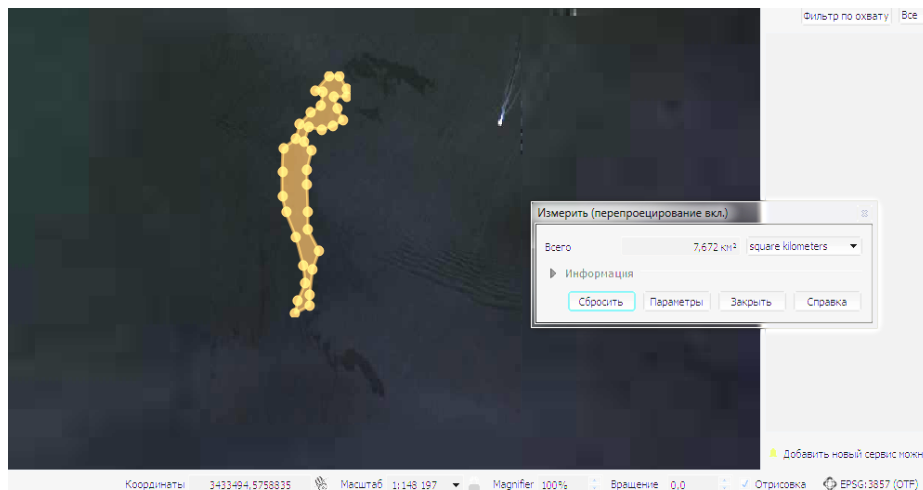 Фильтр по охвату Все
Измерить (перепроецирование вкл.)
Всего 7,672 км² square kilometers
Информация
Сбросить Параметры Закрыть Справка
Добавить новый сервис можн
Координаты 3433494,5758835 Масштаб 1:148 197 Magnifier 100% Вращение 0,0 Отрисовка EPSG:3857 (OTF)